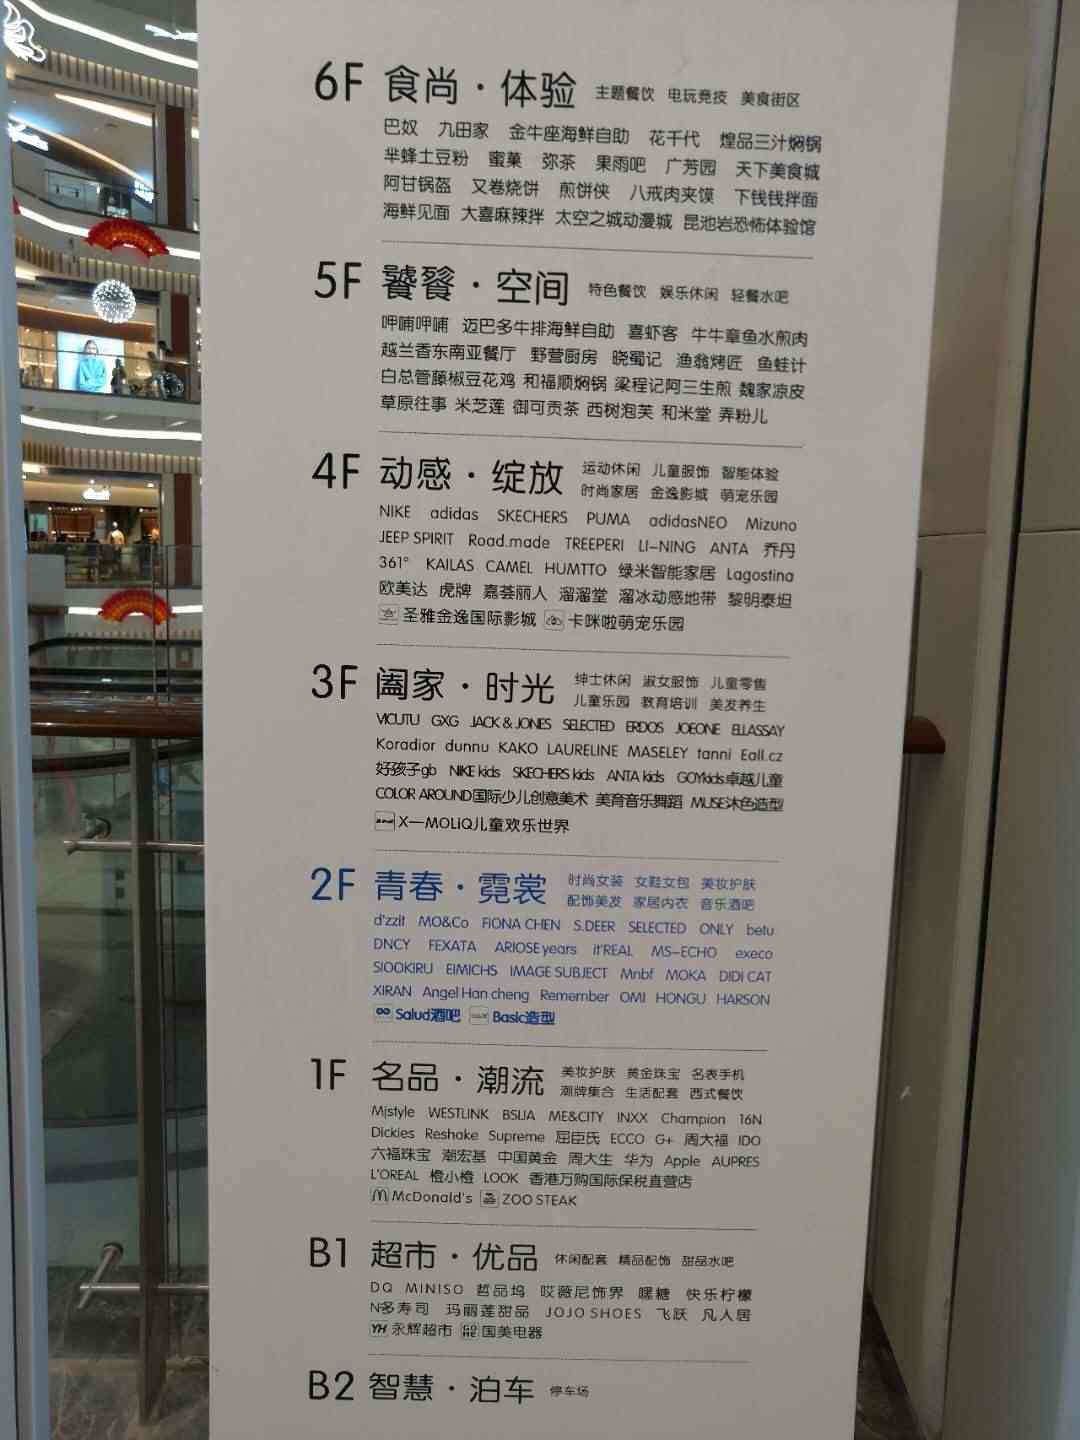 6F 食尚·体验 主题餐饮 电玩竞技 美食街区
巴奴 九田家 金牛座海鲜自助 花千代 煌品三汁焖锅
半蜂土豆粉 蜜菓 弥茶 果雨吧 广芳园 天下美食城
阿甘锅盔 又卷烧饼 煎饼侠 八戒肉夹馍 下钱钱拌面
海鲜见面 大喜麻辣拌 太空之城动漫城 昆池岩恐怖体验馆
5F 饕餮·空间 特色餐饮 娱乐休闲 轻餐水吧
呷哺呷哺 迈巴多牛排海鲜自助 喜虾客 牛牛章鱼水煎肉
越兰香东南亚餐厅 野营厨房 晓蜀记 渔翁烤匠 鱼蛙计
白总管藤椒豆花鸡 和福顺焖锅 梁程记阿三生煎 魏家凉皮
草原往事 米芝莲 御可贡茶 西树泡芙 和米堂 弄粉儿
4F 动感·绽放 运动休闲 儿童服饰 智能体验
时尚家居 金逸影城 萌宠乐园
NIKE adidas SKECHERS PUMA adidasNEO Mizuno
JEEP SPIRIT Road.made TREEPERI LI-NING ANTA 乔丹
361° KAILAS CAMEL HUMTTO 绿米智能家居 Lagostina
欧美达 虎牌 嘉荟丽人 溜溜堂 溜冰动感地带 黎明泰坦
圣雅金逸国际影城 卡咪啦萌宠乐园
3F 阖家·时光 绅士休闲 淑女服饰 儿童零售
儿童乐园 教育培训 美发养生
VICUTU GXG JACK & JONES SELECTED ERDOS JOEONE ELLASSAY
Koradior dunnu KAKO LAURELINE MASELEY tanni Eall.cz
好孩子gb NIKE kids SKECHERS kids ANTA kids GOYkids卓越儿童
COLOR AROUND国际少儿创意美术 美育音乐舞蹈 MUSE沐色造型
X—MOLiQ儿童欢乐世界
2F 青春·霓裳 时尚女装 女鞋女包 美妆护肤
配饰美发 家居内衣 音乐酒吧
d'zzit MO&Co FIONA CHEN S.DEER SELECTED ONLY betu
DNCY FEXATA ARIOSE years it'REAL MS-ECHO execo
SIOOKIRU EIMICHS IMAGE SUBJECT Mnbf MOKA DIDI CAT
XIRAN Angel Han cheng Remember OMI HONGU HARSON
Salud酒吧 Basic造型
1F 名品·潮流 美妆护肤 黄金珠宝 名表手机
潮牌集合 生活配套 西式餐饮
Mjstyle WESTLINK BSUA ME&CITY INXX Champion 16N
Dickies Reshake Supreme 屈臣氏 ECCO G+ 周大福 IDO
六福珠宝 潮宏基 中国黄金 周大生 华为 Apple AUPRES
L'OREAL 橙小橙 LOOK 香港万购国际保税直营店
McDonald's ZOO STEAK
B1 超市·优品 休闲配套 精品配饰 甜品水吧
DQ MINISO 哲品坞 哎薇尼饰界 嘿糖 快乐柠檬
N多寿司 玛丽莲甜品 JOJO SHOES 飞跃 凡人居
YH 永辉超市 国美电器
B2 智慧·泊车 停车场